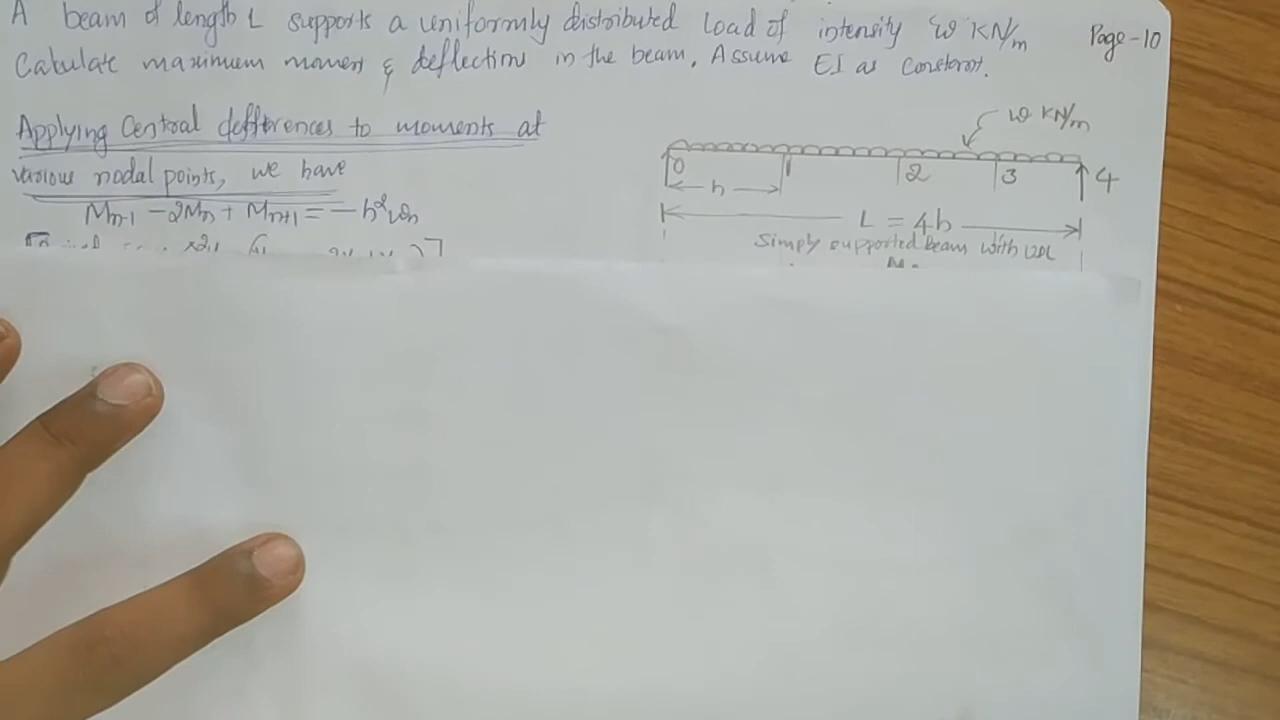 A beam of length L supports a uniformly distributed load of intensity w KN/m
Page-10
Calculate maximum moment & deflections in the beam. Assume EI as constant.
Applying Central differences to moments at
various nodal points, we have
Mn-1 - 2Mn + Mn+1 = -h²wn
w KN/m
0 1 2 3 4
h
L = 4h
Simply supported beam with UDL